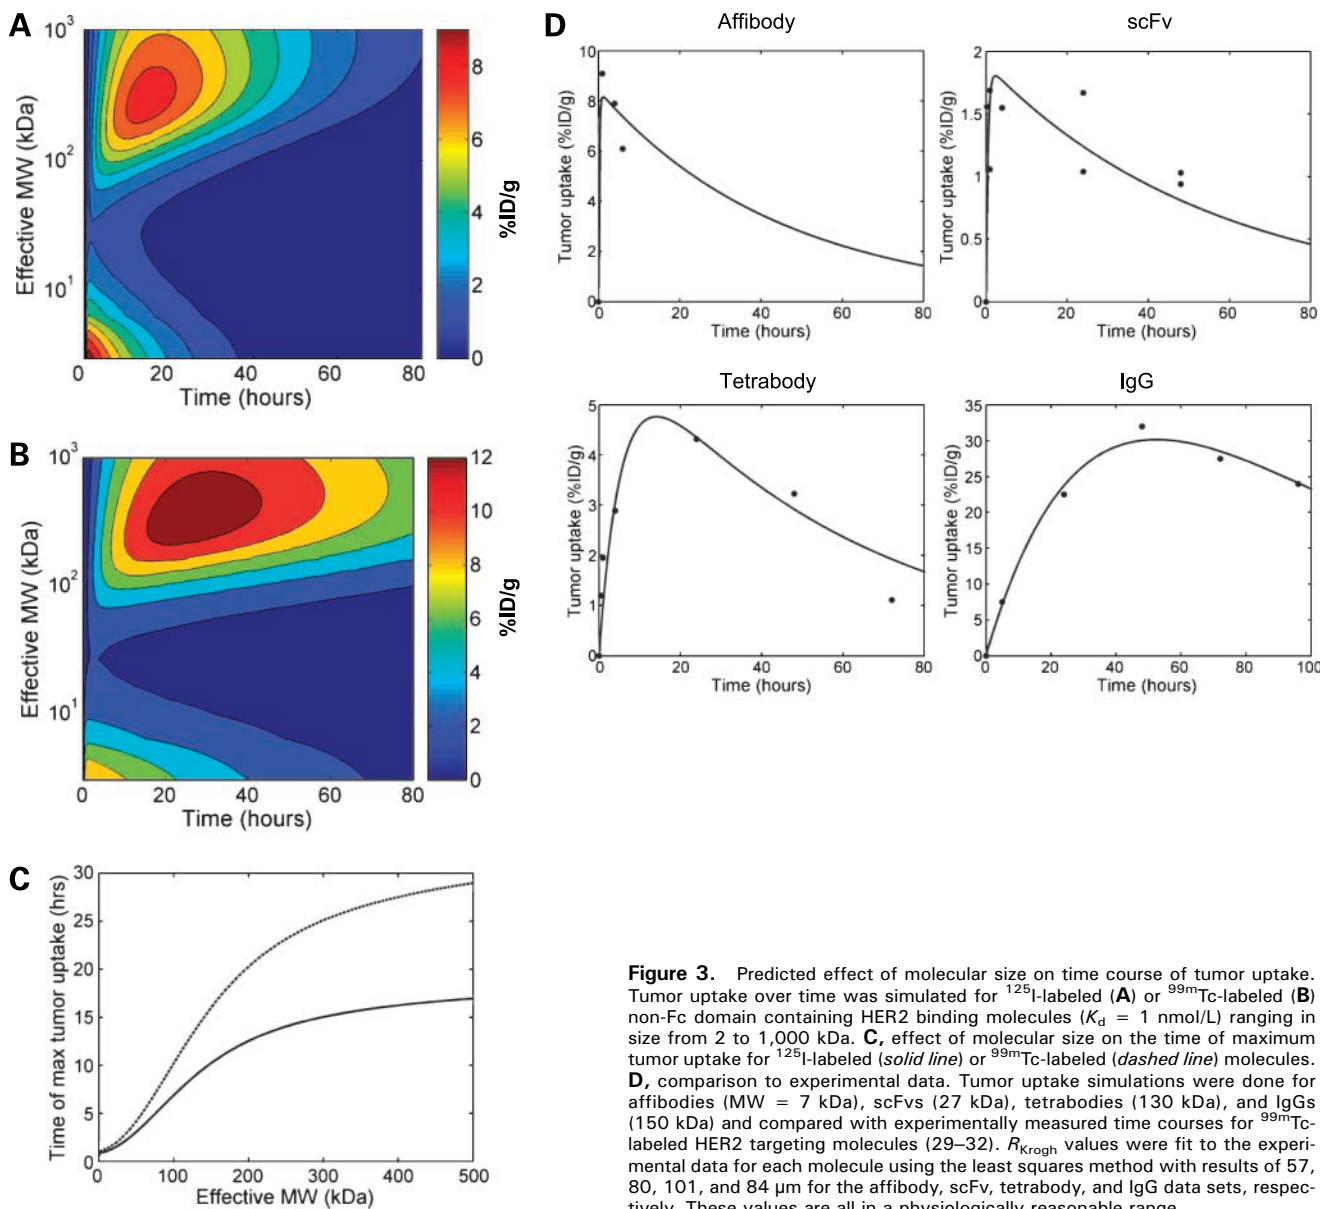 A
10³
10²
10¹
Effective MW (kDa)
0 20 40 60 80
Time (hours)
8
6
4
2
0
%ID/g
B
10³
10²
10¹
Effective MW (kDa)
0 20 40 60 80
Time (hours)
12
10
8
6
4
2
0
%ID/g
C
30
25
20
15
10
5
0
Time of max tumor uptake (hrs)
0 100 200 300 400 500
Effective MW (kDa)
D
Affibody
10
8
6
4
2
0
Tumor uptake (%ID/g)
0 20 40 60 80
Time (hours)
scFv
2
1.5
1
0.5
0
Tumor uptake (%ID/g)
0 20 40 60 80
Time (hours)
Tetrabody
5
4
3
2
1
0
Tumor uptake (%ID/g)
0 20 40 60 80
Time (hours)
IgG
35
30
25
20
15
10
5
0
Tumor uptake (%ID/g)
0 20 40 60 80 100
Time (hours)
Figure 3. Predicted effect of molecular size on time course of tumor uptake.
Tumor uptake over time was simulated for ¹²⁵I-labeled (A) or ⁹⁹ᵐTc-labeled (B)
non-Fc domain containing HER2 binding molecules (K_d = 1 nmol/L) ranging in
size from 2 to 1,000 kDa. C, effect of molecular size on the time of maximum
tumor uptake for ¹²⁵I-labeled (solid line) or ⁹⁹ᵐTc-labeled (dashed line) molecules.
D, comparison to experimental data. Tumor uptake simulations were done for
affibodies (MW = 7 kDa), scFvs (27 kDa), tetrabodies (130 kDa), and IgGs
(150 kDa) and compared with experimentally measured time courses for ⁹⁹ᵐTc-
labeled HER2 targeting molecules (29–32). R_Krogh values were fit to the experi-
mental data for each molecule using the least squares method with results of 57,
80, 101, and 84 μm for the affibody, scFv, tetrabody, and IgG data sets, respec-
tively. These values are all in a physiologically reasonable range.